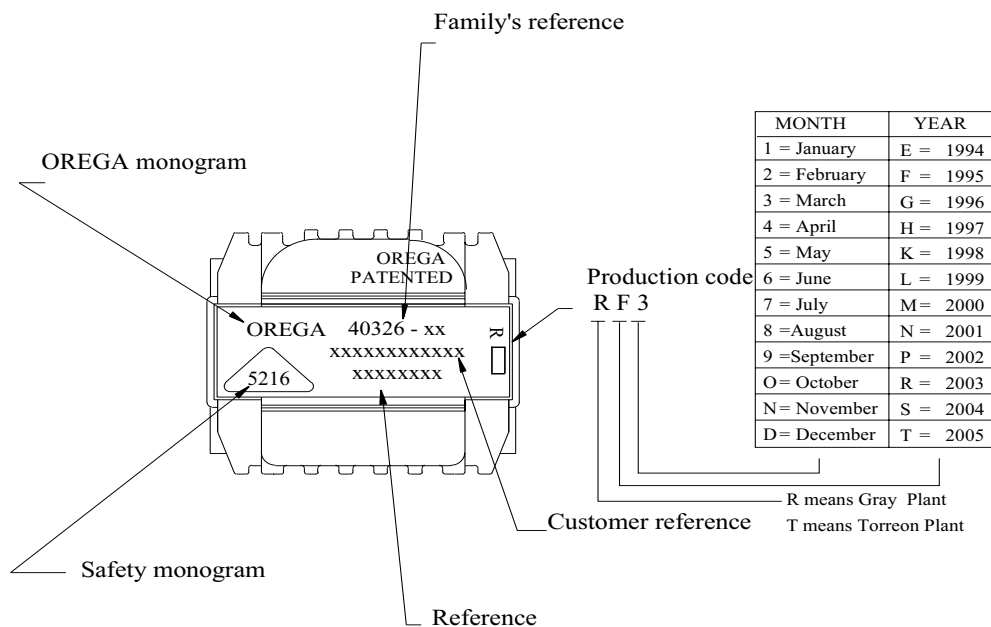 Family's reference
OREGA monogram
OREGA
PATENTED
OREGA
40326 - xx
xxxxxxxxxxxx
xxxxxxxx
5216
R
Production code
R F 3
MONTH YEAR
1 = January E = 1994
2 = February F = 1995
3 = March G = 1996
4 = April H = 1997
5 = May K = 1998
6 = June L = 1999
7 = July M= 2000
8 =August N = 2001
9 =September P = 2002
O= October R = 2003
N= November S = 2004
D= December T = 2005
R means Gray Plant
T means Torreon Plant
Customer reference
Safety monogram
Reference